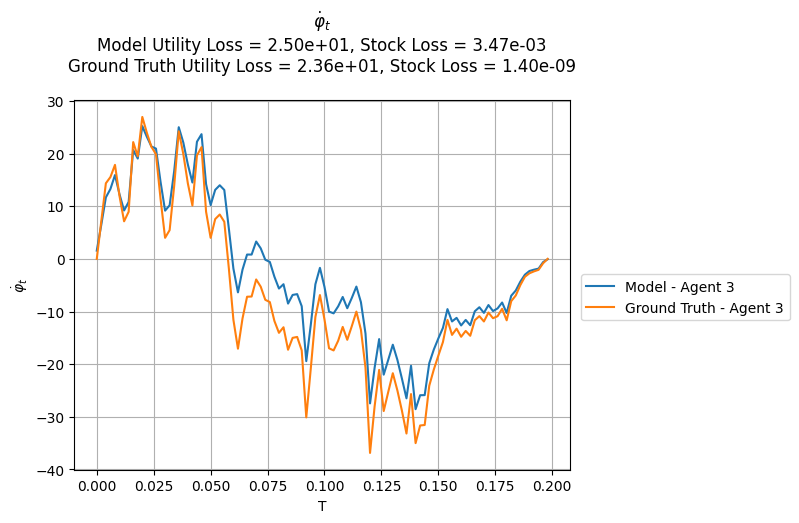 φ̇ₜ
Model Utility Loss = 2.50e+01, Stock Loss = 3.47e-03
Ground Truth Utility Loss = 2.36e+01, Stock Loss = 1.40e-09
30
20
10
0
−10
−20
−30
−40
φ̇ₜ
0.000
0.025
0.050
0.075
0.100
0.125
0.150
0.175
0.200
T
Model - Agent 3
Ground Truth - Agent 3